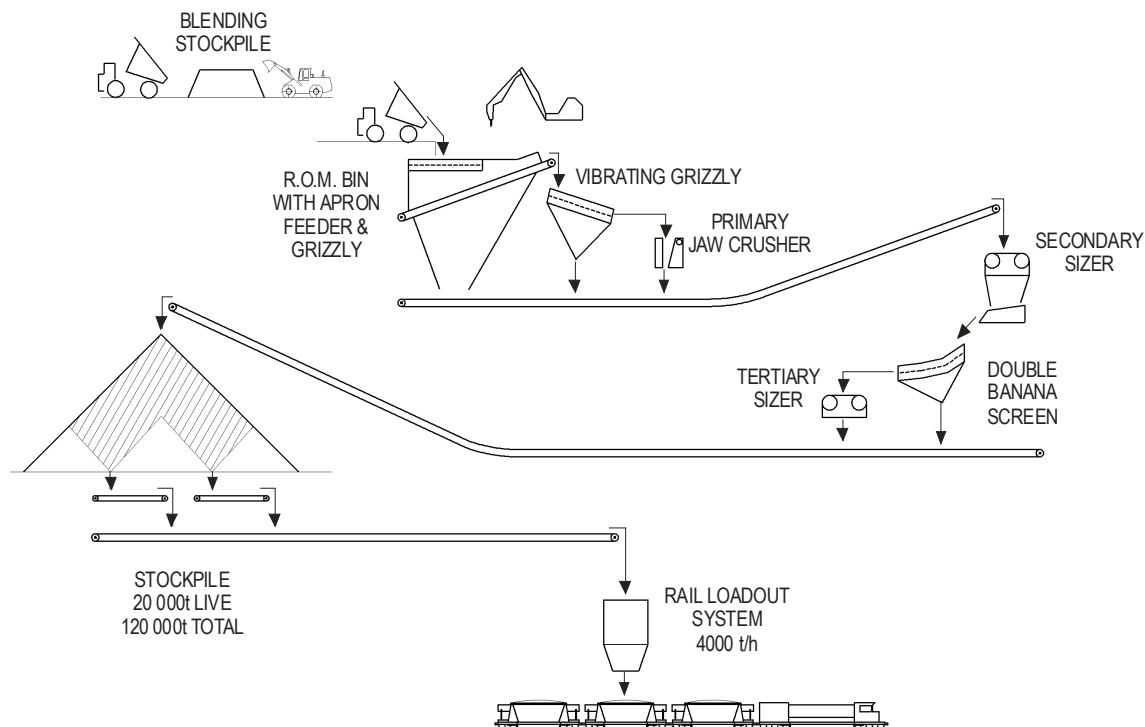 BLENDING
STOCKPILE
R.O.M. BIN
WITH APRON
FEEDER &
GRIZZLY
VIBRATING GRIZZLY
PRIMARY
JAW CRUSHER
SECONDARY
SIZER
TERTIARY
SIZER
DOUBLE
BANANA
SCREEN
STOCKPILE
20 000t LIVE
120 000t TOTAL
RAIL LOADOUT
SYSTEM
4000 t/h